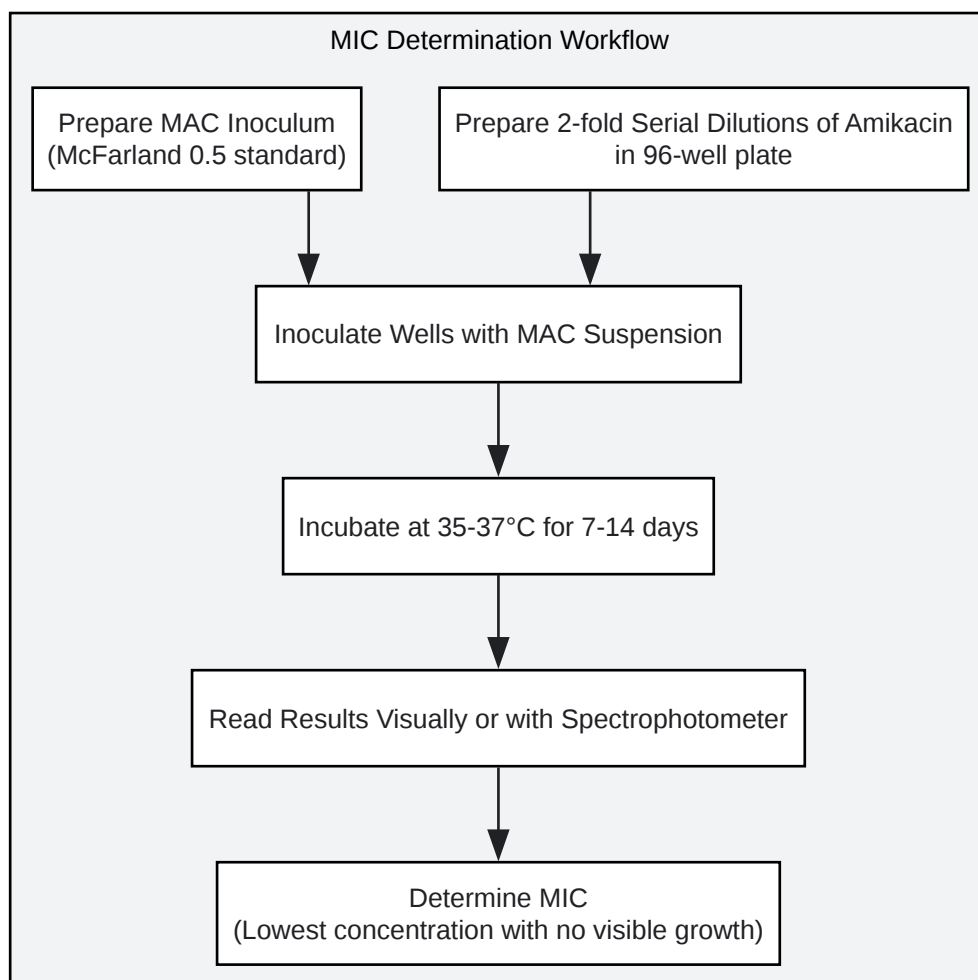 MIC Determination Workflow
Prepare MAC Inoculum
(McFarland 0.5 standard)
Prepare 2-fold Serial Dilutions of Amikacin
in 96-well plate
Inoculate Wells with MAC Suspension
Incubate at 35-37°C for 7-14 days
Read Results Visually or with Spectrophotometer
Determine MIC
(Lowest concentration with no visible growth)